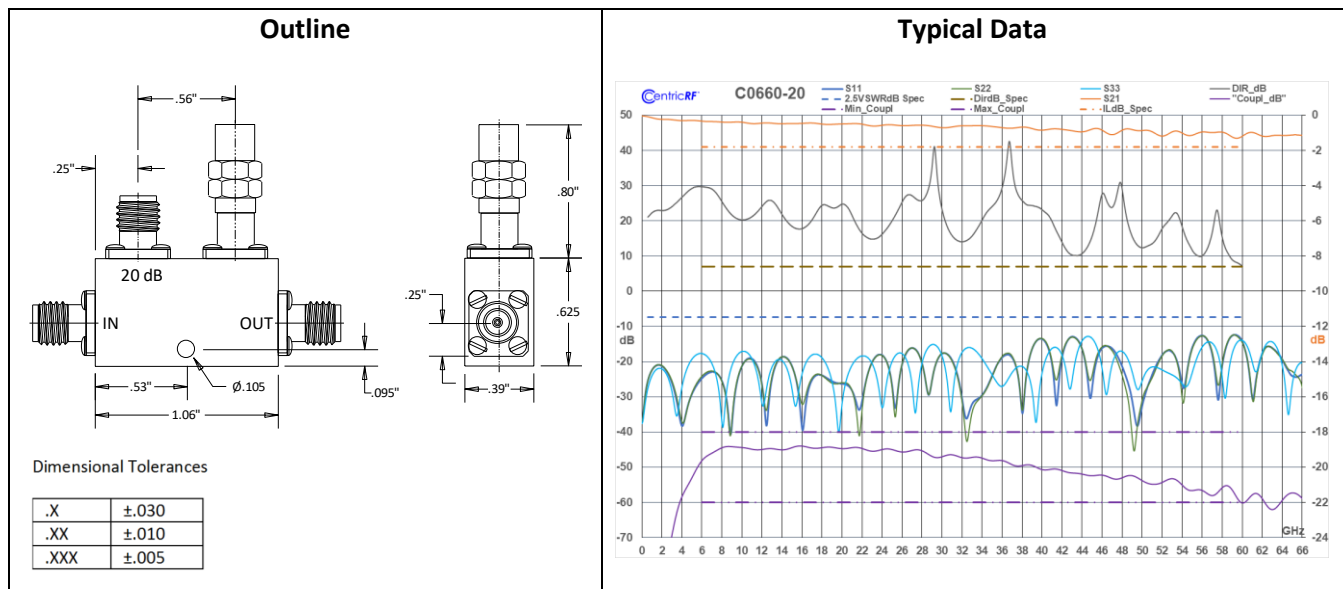 Outline
.56"
.25"
.80"
20 dB
IN
OUT
.25"
.625
.53"
Ø.105
.095"
.39"
1.06"
Dimensional Tolerances
.X ±.030
.XX ±.010
.XXX ±.005
Typical Data
CentricRF™
C0660-20
S11 S22 S33 DIR_dB
2.5VSWRdB Spec DirdB_Spec S21 "Coupl_dB"
Min_Coupl Max_Coupl ILdB_Spec
50 0
40 -2
30 -4
20 -6
10 -8
0 -10
-10 -12
dB dB
-20 -14
-30 -16
-40 -18
-50 -20
-60 -22
GHz
-70 -24
0 2 4 6 8 10 12 14 16 18 20 22 24 26 28 30 32 34 36 38 40 42 44 46 48 50 52 54 56 58 60 62 64 66